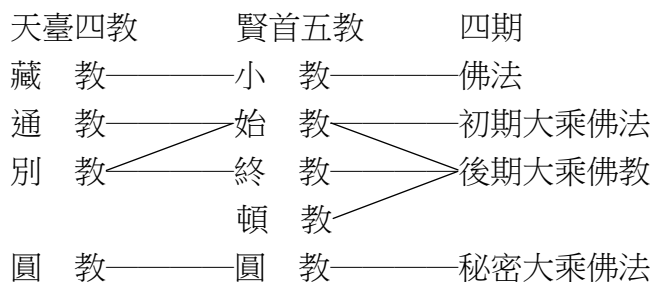 天臺四教 賢首五教 四期
藏 教 小 教 佛法
通 教 始 教 初期大乘佛法
別 教 終 教 後期大乘佛教
頓 教
圓 教 圓 教 秘密大乘佛法